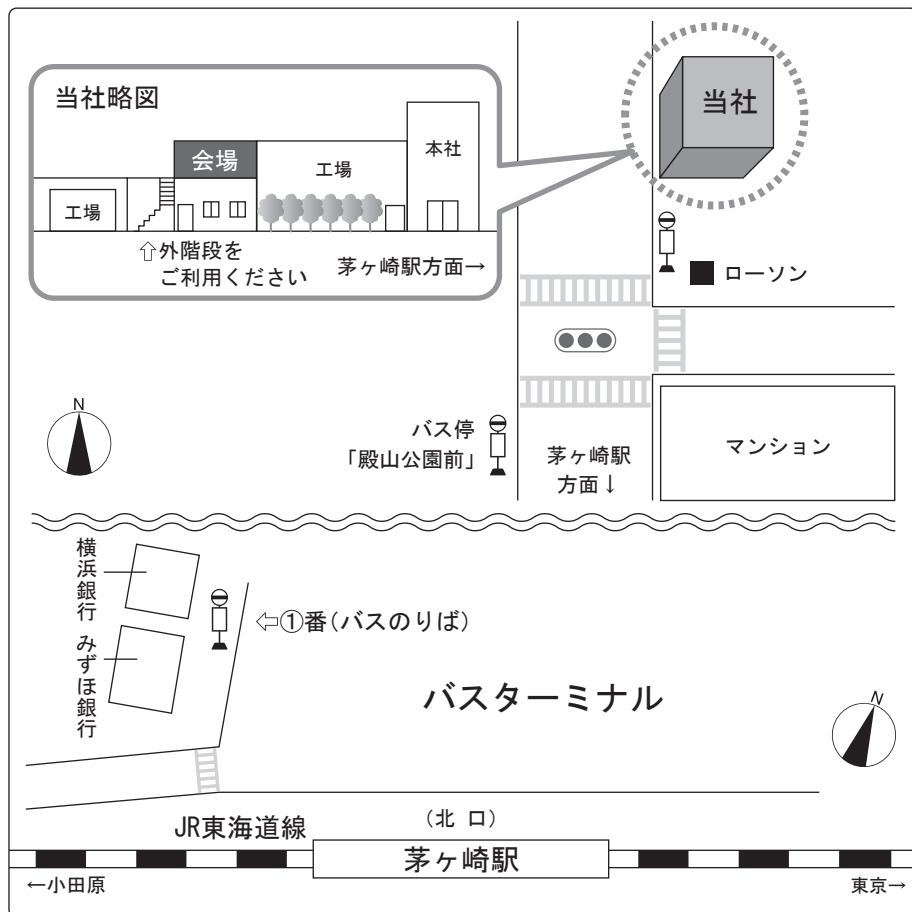 当社略図
会場
工場
本社
工場
⇧外階段を
ご利用ください
茅ヶ崎駅方面→
当社
ローソン
N
バス停
「殿山公園前」
茅ヶ崎駅
方面↓
マンション
横浜銀行
みずほ銀行
⇦①番(バスのりば)
バスターミナル
N
(北 口)
JR東海道線
茅ヶ崎駅
←小田原
東京→